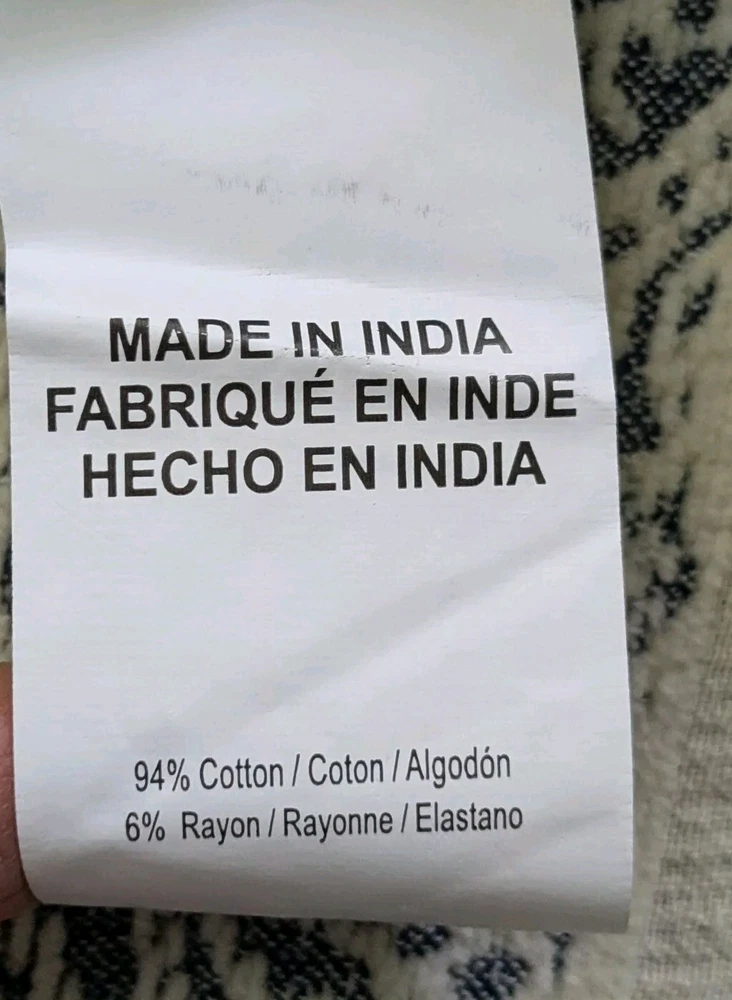 MADE IN INDIA
FABRIQUÉ EN INDE
HECHO EN INDIA
94% Cotton / Coton / Algodón
6% Rayon / Rayonne / Elastano